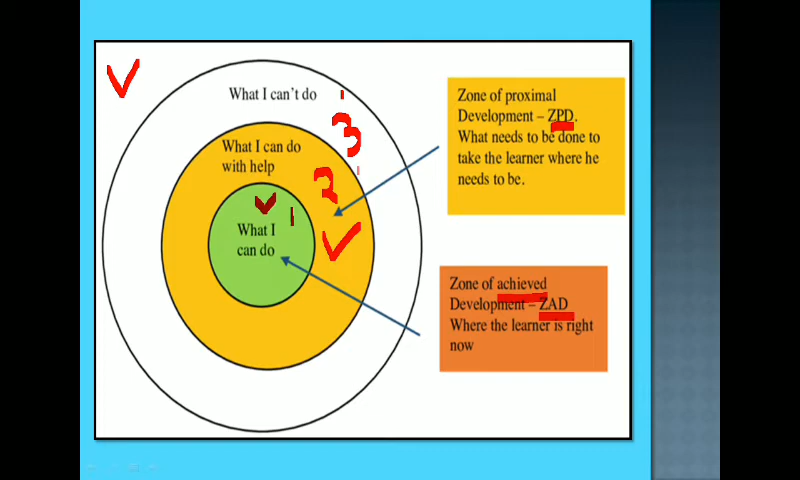 What I can't do
3
What I can do
with help
2
1
What I
can do
Zone of proximal
Development – ZPD.
What needs to be done to
take the learner where he
needs to be.
Zone of achieved
Development – ZAD
Where the learner is right
now